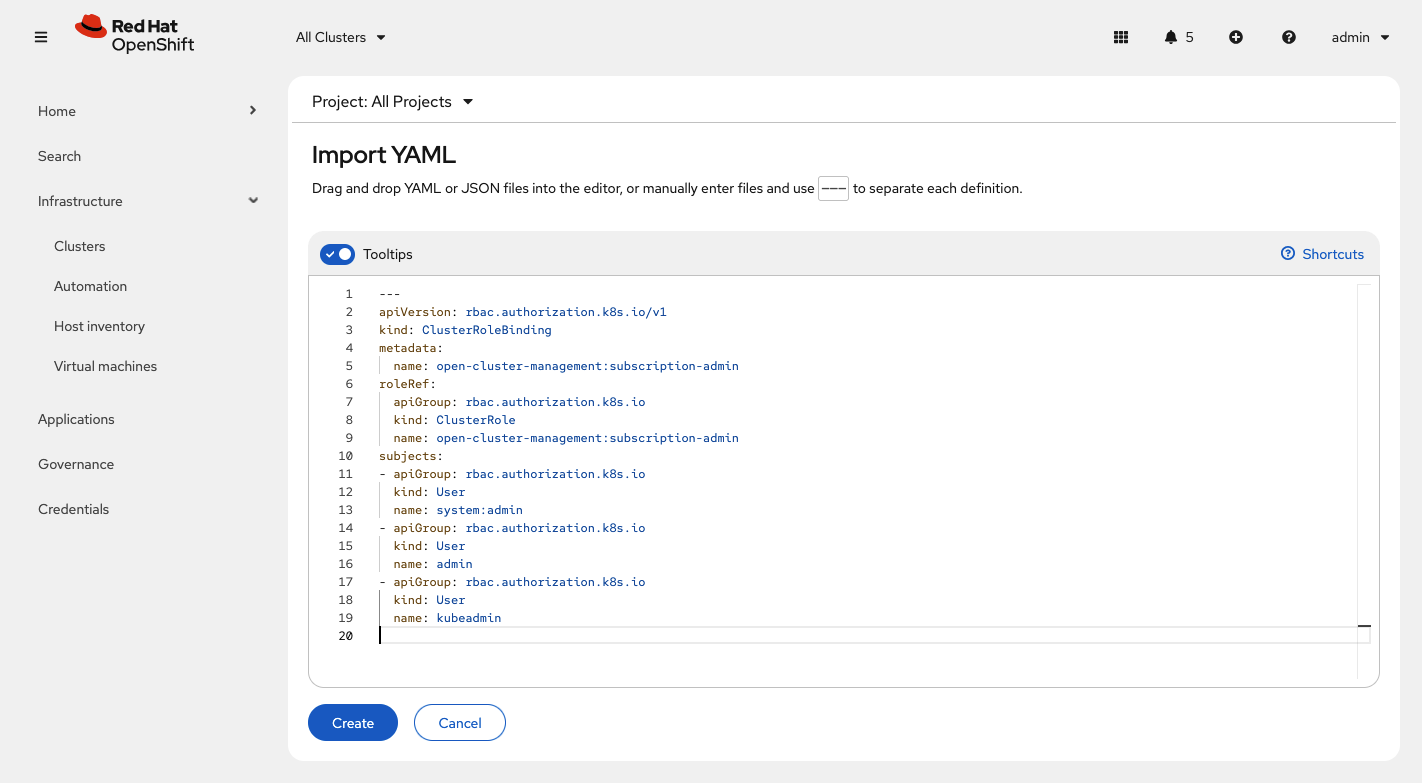 Red Hat
OpenShift
All Clusters
5
admin
Home
Search
Infrastructure
Clusters
Automation
Host inventory
Virtual machines
Applications
Governance
Credentials
Project: All Projects
Import YAML
Drag and drop YAML or JSON files into the editor, or manually enter files and use --- to separate each definition.
Tooltips
Shortcuts
1 ---
2 apiVersion: rbac.authorization.k8s.io/v1
3 kind: ClusterRoleBinding
4 metadata:
5   name: open-cluster-management:subscription-admin
6 roleRef:
7   apiGroup: rbac.authorization.k8s.io
8   kind: ClusterRole
9   name: open-cluster-management:subscription-admin
10 subjects:
11 - apiGroup: rbac.authorization.k8s.io
12   kind: User
13   name: system:admin
14 - apiGroup: rbac.authorization.k8s.io
15   kind: User
16   name: admin
17 - apiGroup: rbac.authorization.k8s.io
18   kind: User
19   name: kubeadmin
20
Create
Cancel